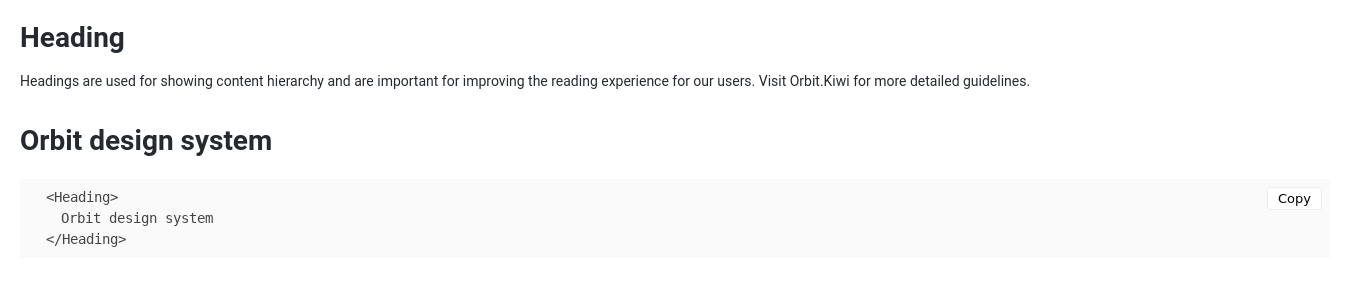 Heading
Headings are used for showing content hierarchy and are important for improving the reading experience for our users. Visit Orbit.Kiwi for more detailed guidelines.
Orbit design system
<Heading>
  Orbit design system
</Heading>
Copy